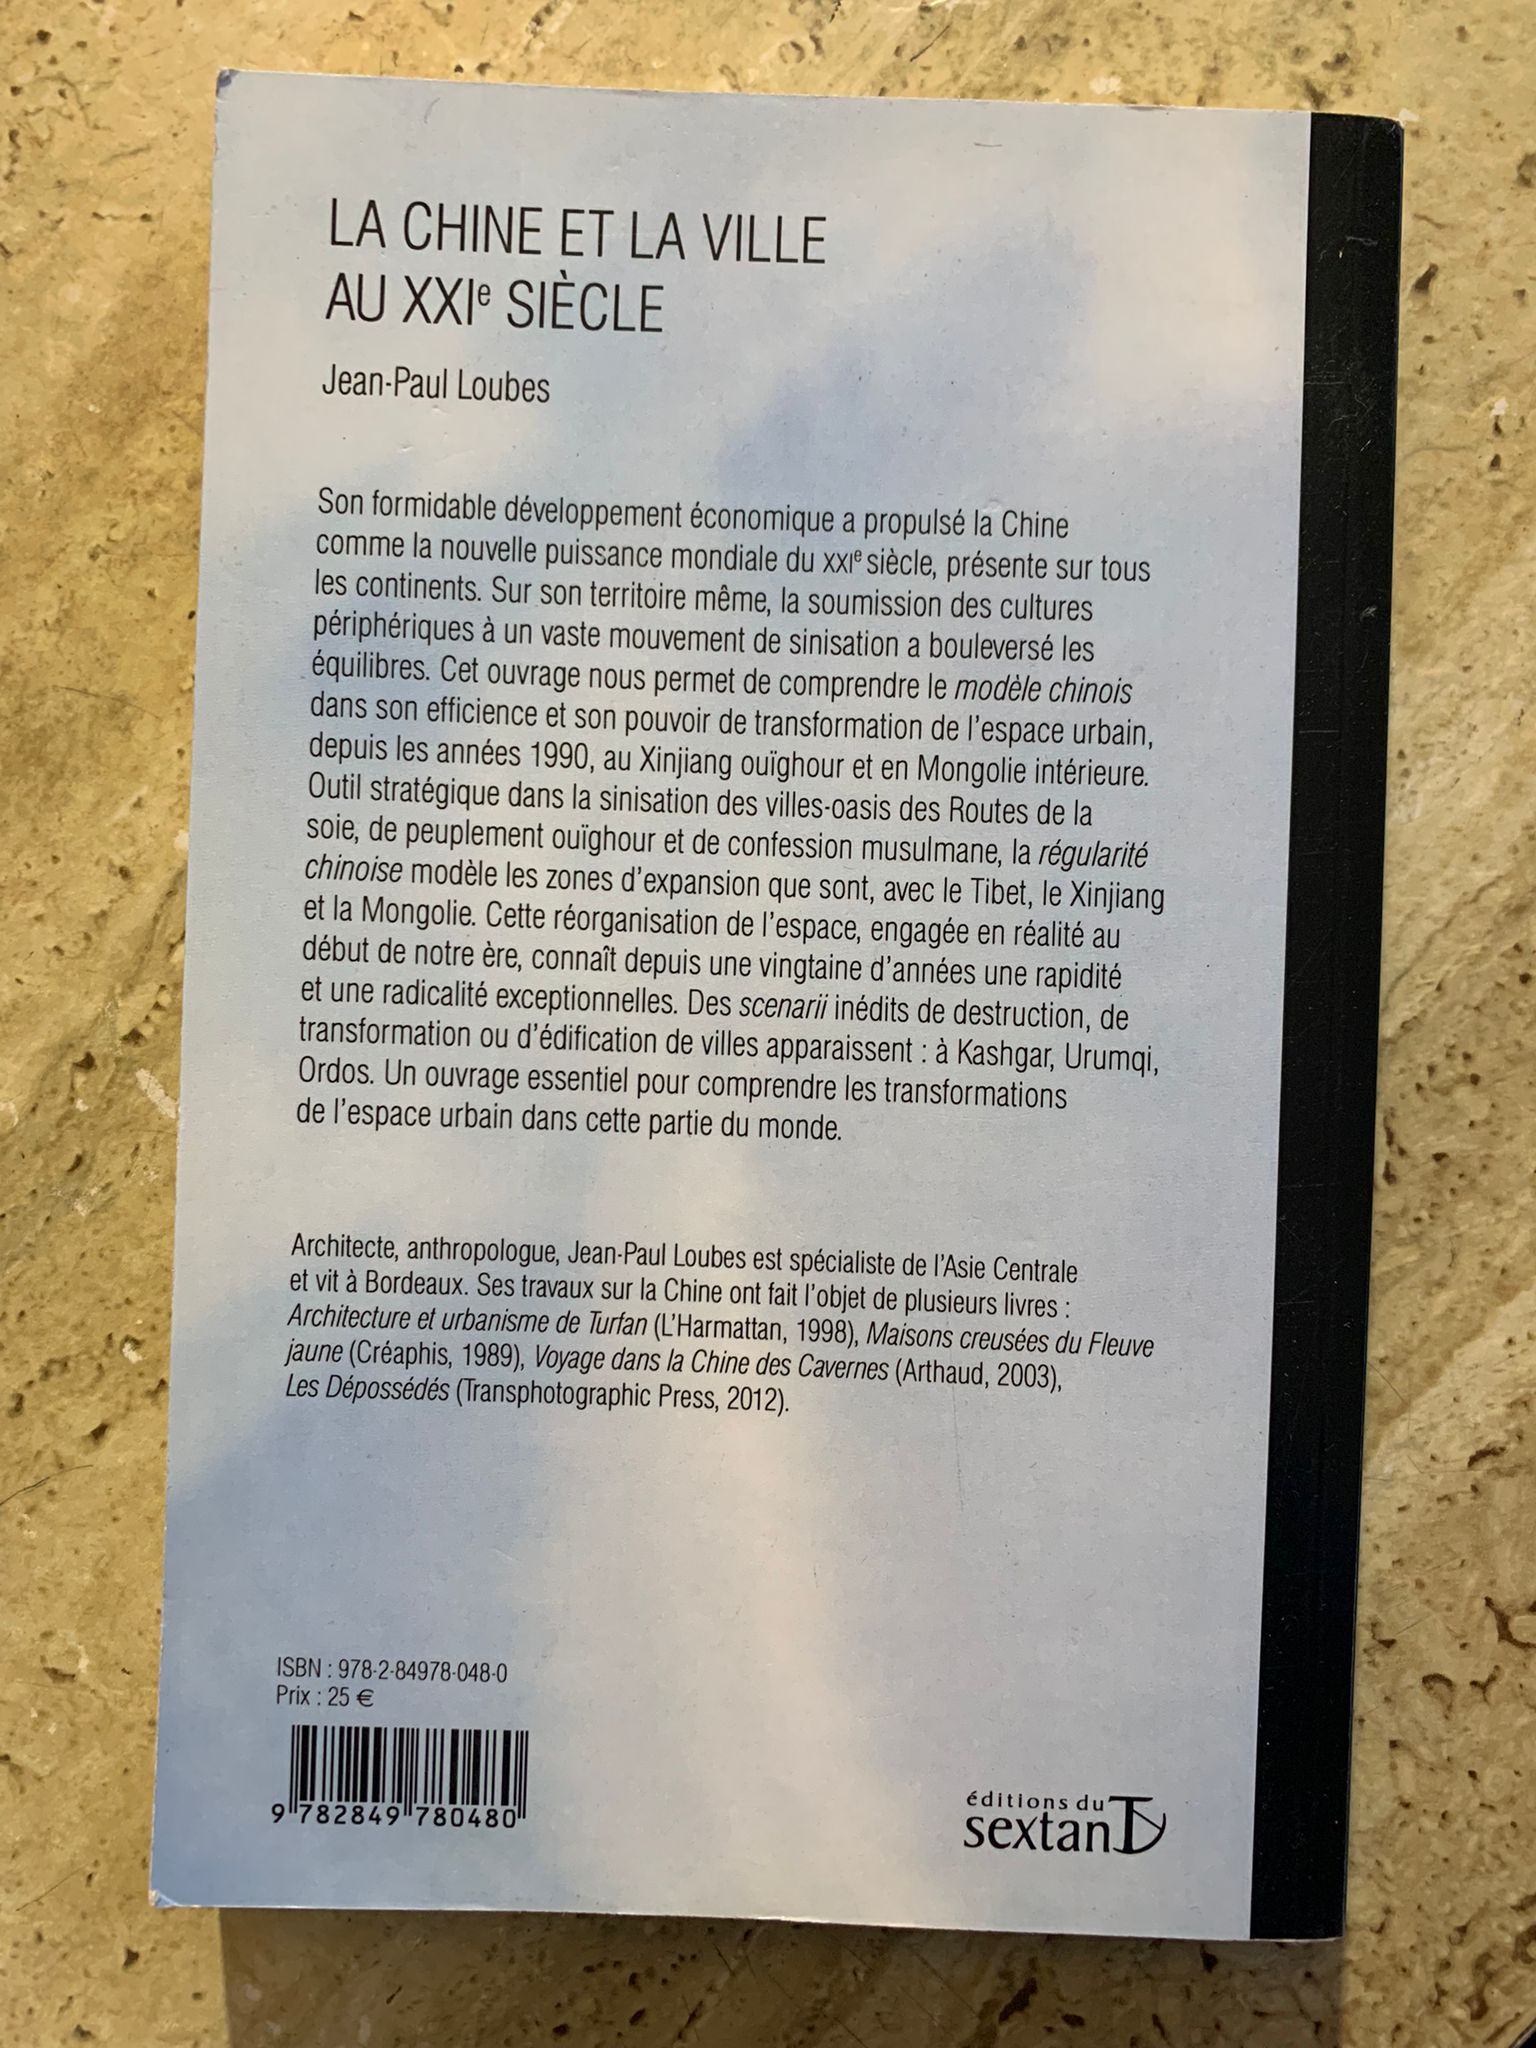 LA CHINE ET LA VILLE
AU XXIe SIÈCLE
Jean-Paul Loubes
Son formidable développement économique a propulsé la Chine
comme la nouvelle puissance mondiale du XXIe siècle, présente sur tous
les continents. Sur son territoire même, la soumission des cultures
périphériques à un vaste mouvement de sinisation a bouleversé les
équilibres. Cet ouvrage nous permet de comprendre le modèle chinois
dans son efficience et son pouvoir de transformation de l'espace urbain,
depuis les années 1990, au Xinjiang ouïghour et en Mongolie intérieure.
Outil stratégique dans la sinisation des villes-oasis des Routes de la
soie, de peuplement ouïghour et de confession musulmane, la régularité
chinoise modèle les zones d'expansion que sont, avec le Tibet, le Xinjiang
et la Mongolie. Cette réorganisation de l'espace, engagée en réalité au
début de notre ère, connaît depuis une vingtaine d'années une rapidité
et une radicalité exceptionnelles. Des scenarii inédits de destruction, de
transformation ou d'édification de villes apparaissent : à Kashgar, Urumqi,
Ordos. Un ouvrage essentiel pour comprendre les transformations
de l'espace urbain dans cette partie du monde.
Architecte, anthropologue, Jean-Paul Loubes est spécialiste de l'Asie Centrale
et vit à Bordeaux. Ses travaux sur la Chine ont fait l'objet de plusieurs livres :
Architecture et urbanisme de Turfan (L'Harmattan, 1998), Maisons creusées du Fleuve
jaune (Créaphis, 1989), Voyage dans la Chine des Cavernes (Arthaud, 2003),
Les Dépossédés (Transphotographic Press, 2012).
ISBN : 978-2-84978-048-0
Prix : 25 €
9 782849 780480
éditions du
sextant